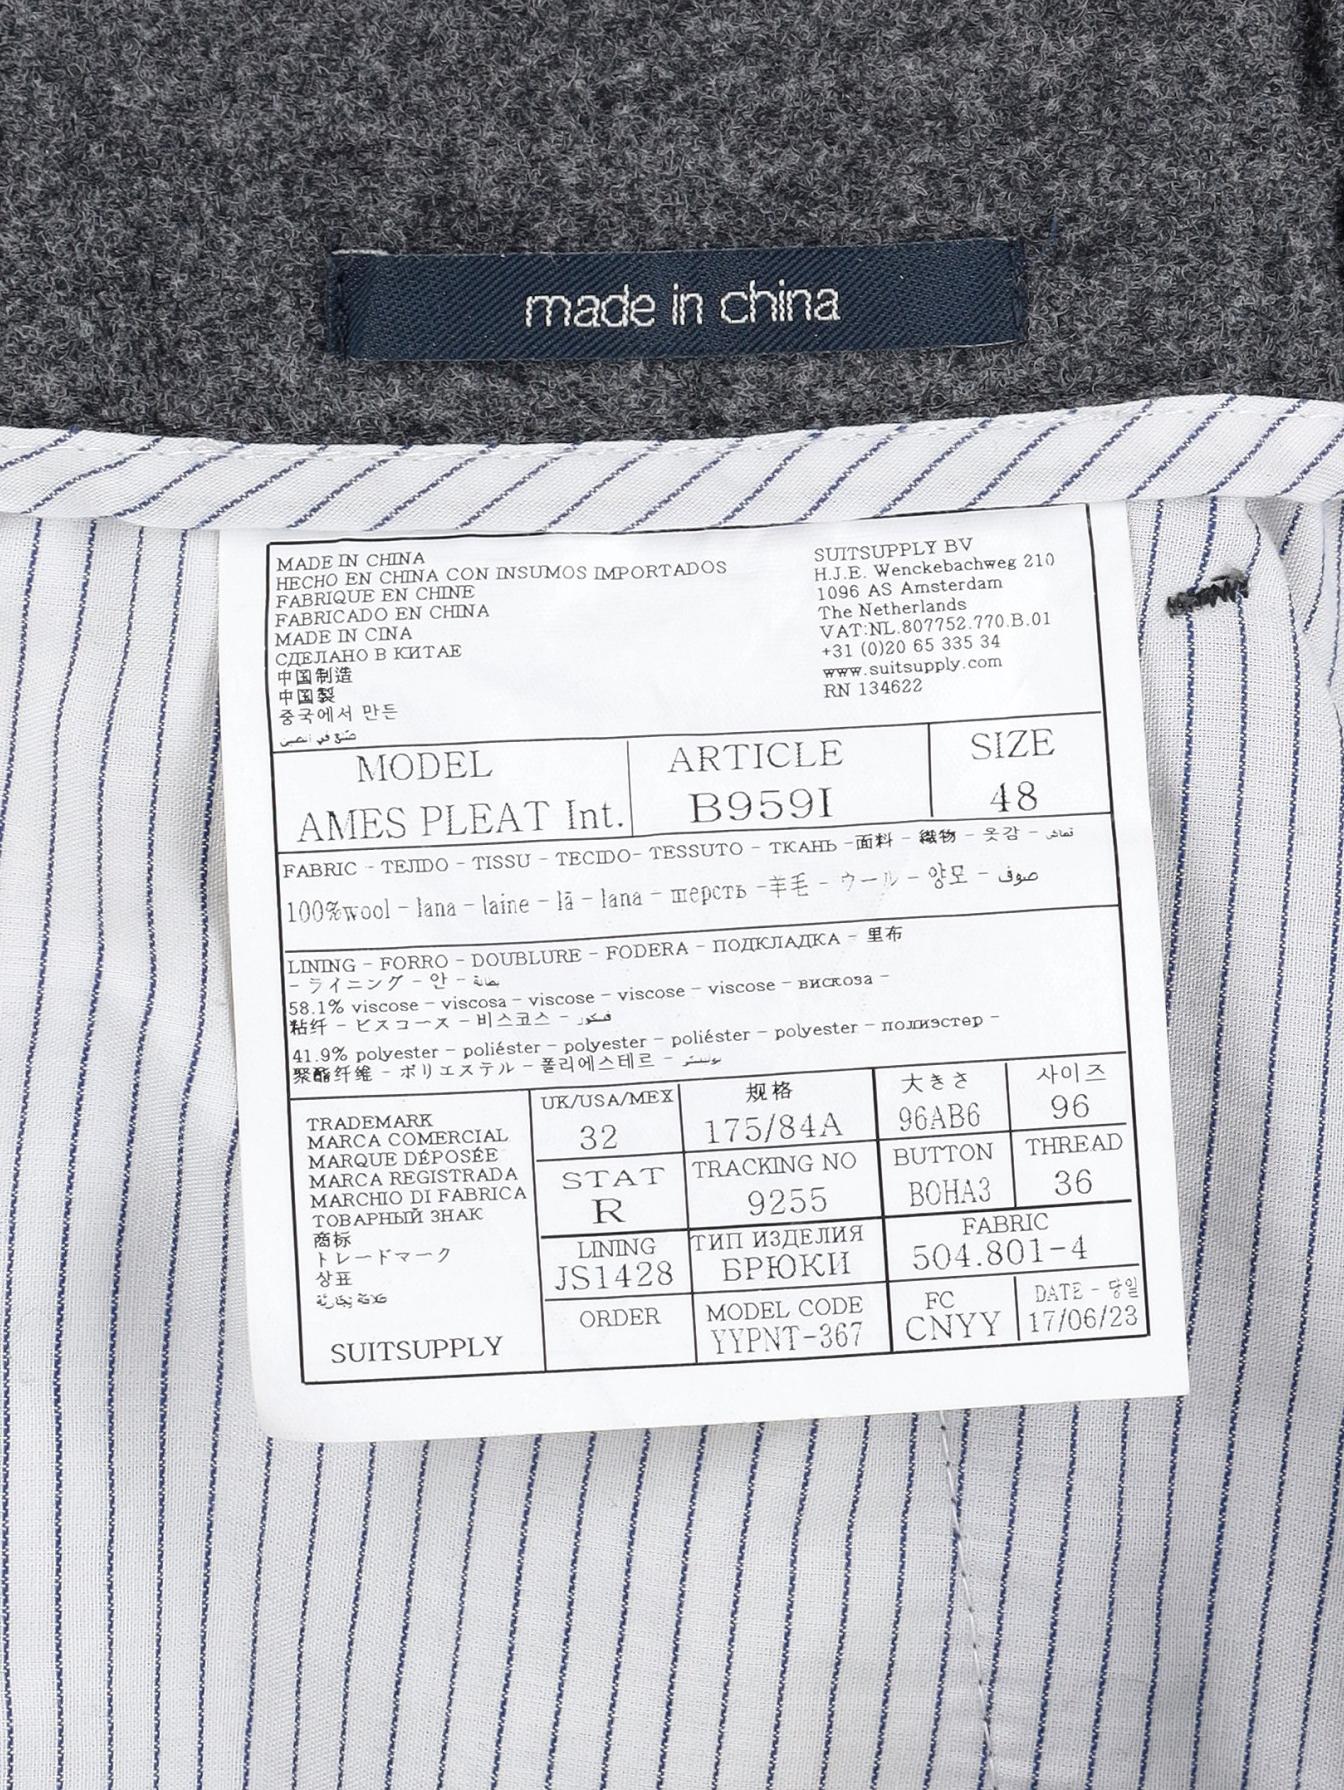 made in china
MADE IN CHINA
HECHO EN CHINA CON INSUMOS IMPORTADOS
FABRIQUE EN CHINE
FABRICADO EN CHINA
MADE IN CINA
СДЕЛАНО В КИТАЕ
中国制造
中国製
중국에서 만든
صنع في الصين
SUITSUPPLY BV
H.J.E. Wenckebachweg 210
1096 AS Amsterdam
The Netherlands
VAT:NL.807752.770.B.01
+31 (0)20 65 335 34
www.suitsupply.com
RN 134622
MODEL
AMES PLEAT Int.
ARTICLE
B959I
SIZE
48
FABRIC - TEJIDO - TISSU - TECIDO- TESSUTO - ТКАНЬ -面料 - 織物 - 옷감 - قماش
100%wool - lana - laine - lã - lana - шерсть -羊毛 - ウール - 양모 - صوف
LINING - FORRO - DOUBLURE - FODERA - ПОДКЛАДКА - 里布
- ライニング - 안 -
58.1% viscose - viscosa - viscose - viscose - viscose - вискоза -
粘纤 - ビスコース - 비스코스 -
41.9% polyester - poliéster - polyester - poliéster - polyester - полиэстер -
聚酯纤维 - ポリエステル - 폴리에스테르 -
TRADEMARK
MARCA COMERCIAL
MARQUE DÉPOSÉE
MARCA REGISTRADA
MARCHIO DI FABRICA
ТОВАРНЫЙ ЗНАК
商标
トレードマーク
상표
علامة تجارية
SUITSUPPLY
UK/USA/MEX
32
规格
175/84A
大きさ
96AB6
사이즈
96
STAT
R
TRACKING NO
9255
BUTTON
BOHA3
THREAD
36
LINING
JS1428
ТИП ИЗДЕЛИЯ
БРЮКИ
FABRIC
504.801-4
ORDER
MODEL CODE
YYPNT-367
FC
CNYY
DATE - 당일
17/06/23